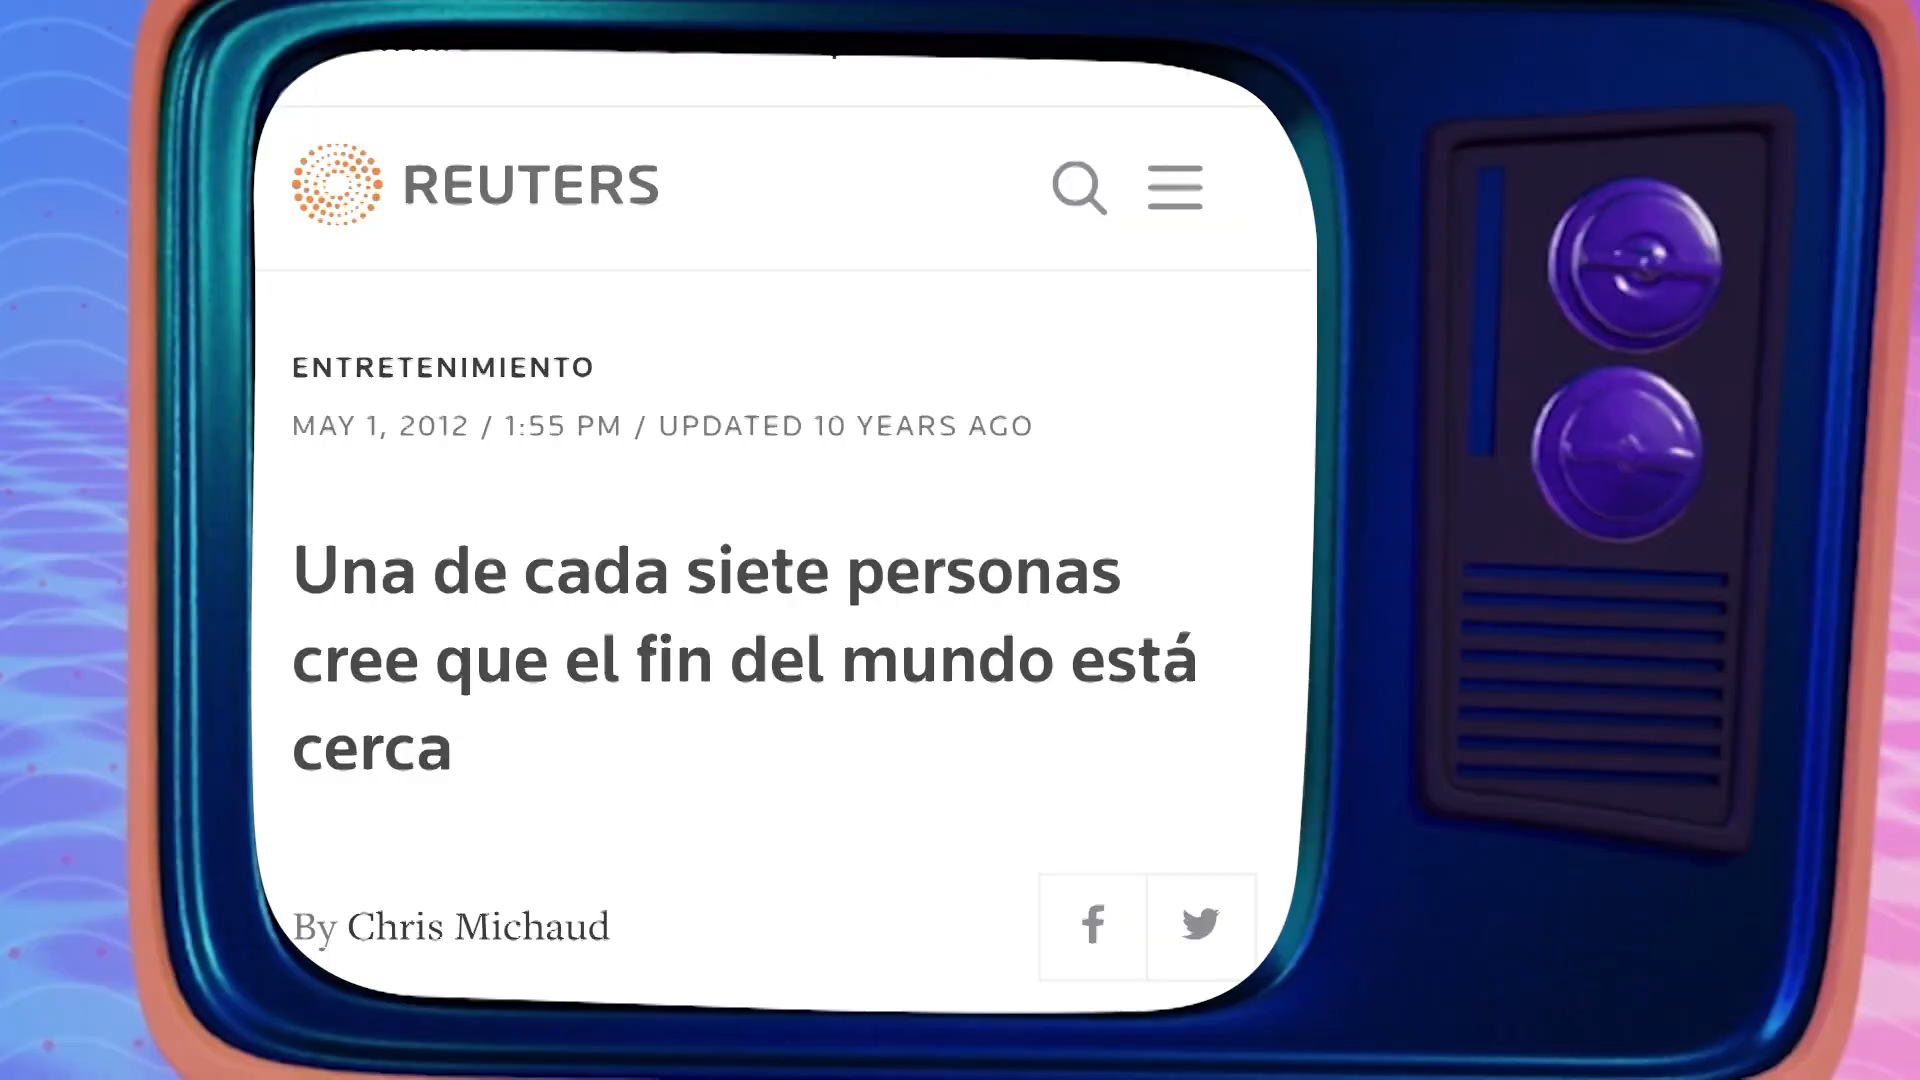 REUTERS
ENTRETENIMIENTO
MAY 1, 2012 / 1:55 PM / UPDATED 10 YEARS AGO
Una de cada siete personas
cree que el fin del mundo está
cerca
By Chris Michaud